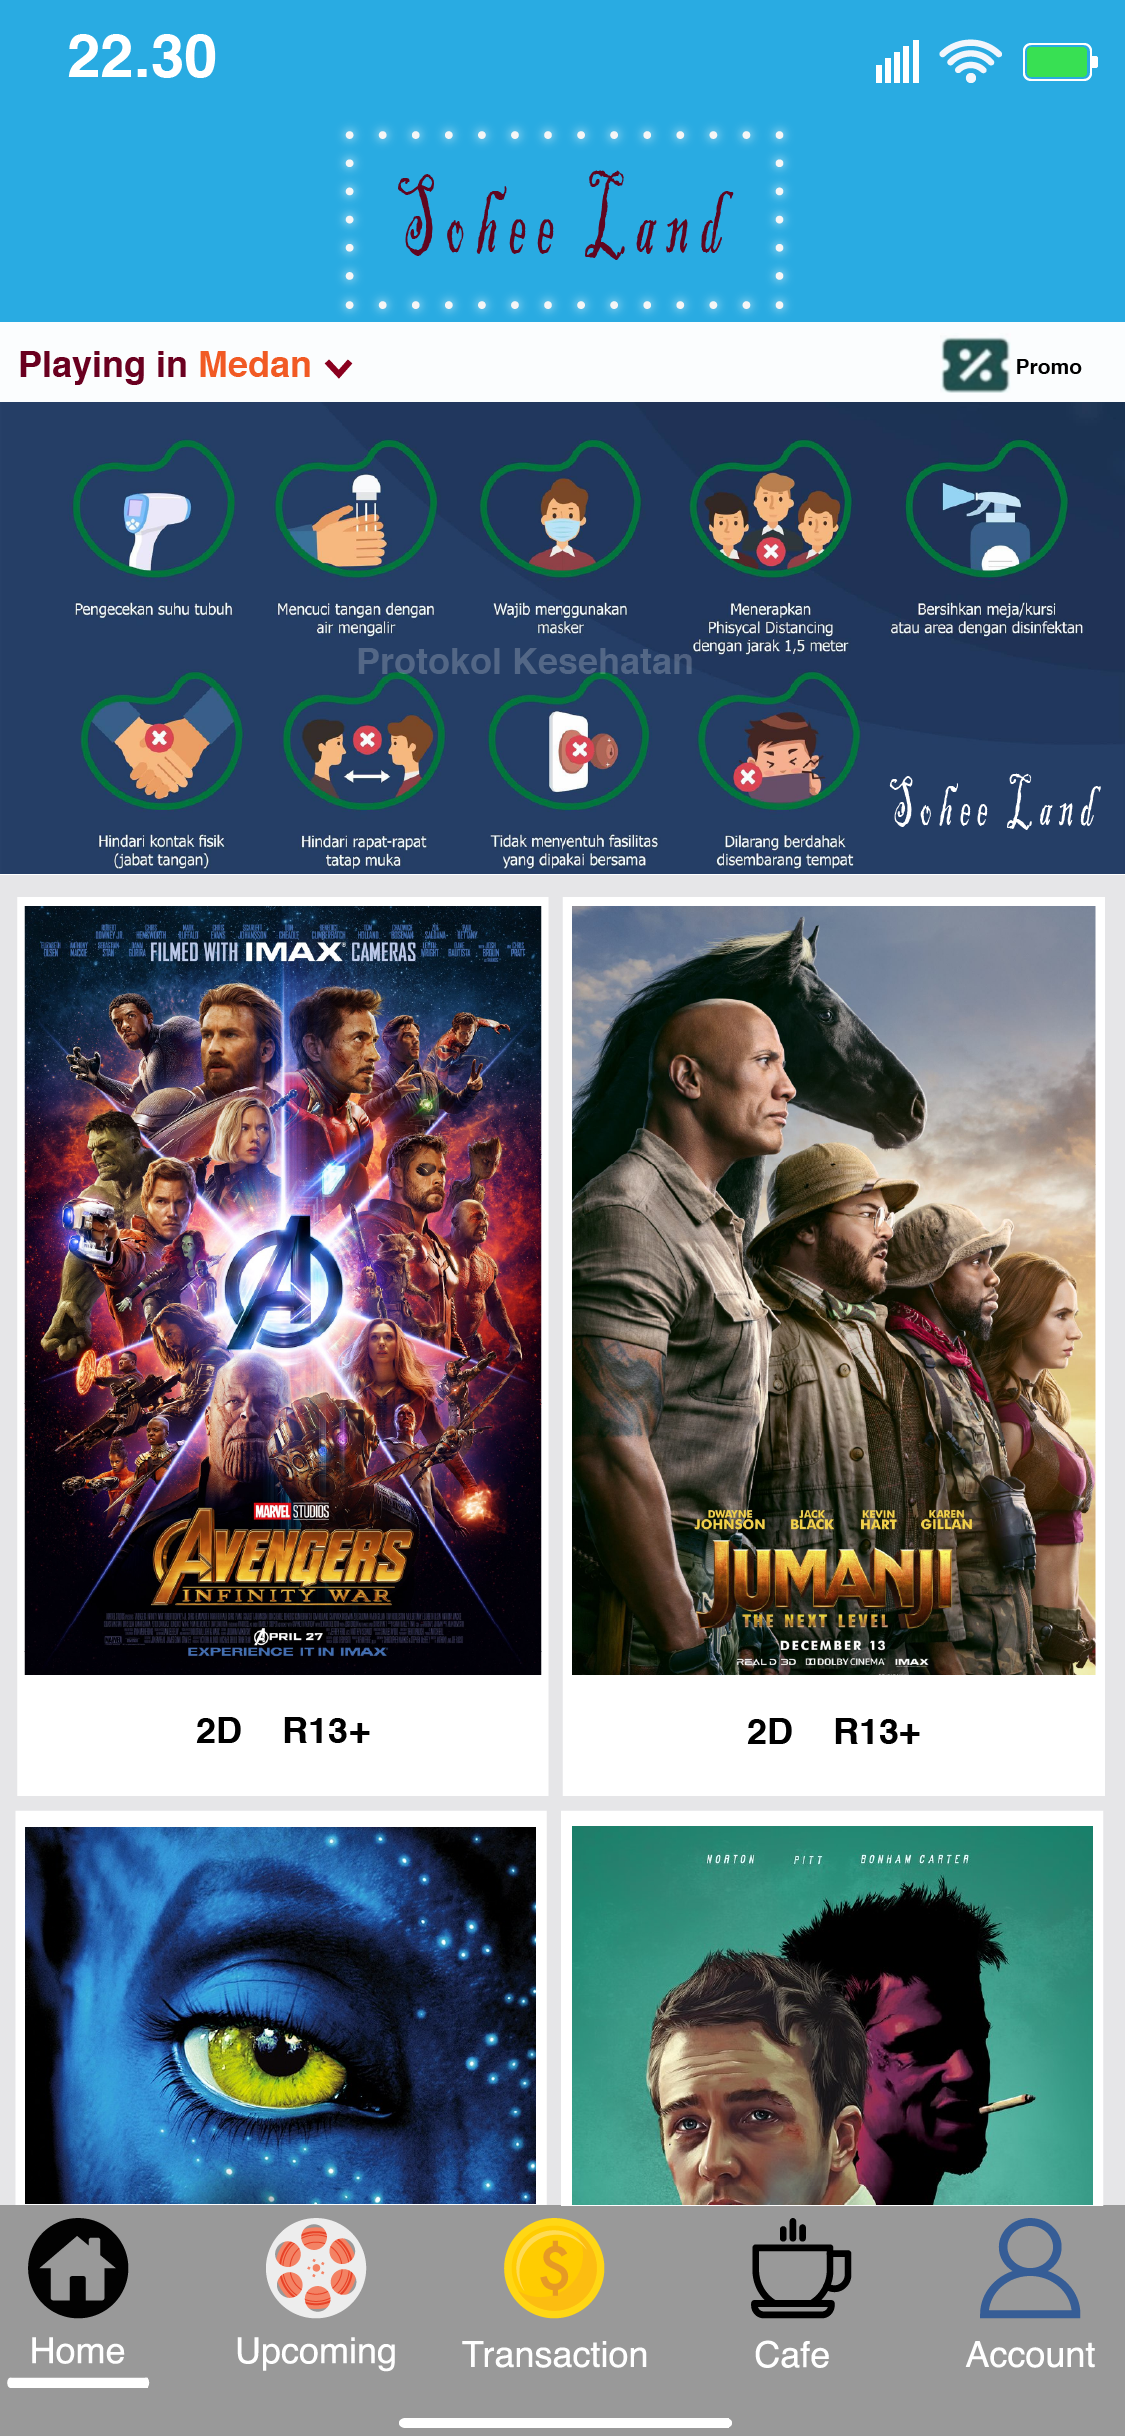 22.30
Sohee Land
Playing in Medan
Promo
Pengecekan suhu tubuh
Mencuci tangan dengan
air mengalir
Wajib menggunakan
masker
Menerapkan
Phisycal Distancing
dengan jarak 1,5 meter
Bersihkan meja/kursi
atau area dengan disinfektan
Protokol Kesehatan
Hindari kontak fisik
(jabat tangan)
Hindari rapat-rapat
tatap muka
Tidak menyentuh fasilitas
yang dipakai bersama
Dilarang berdahak
disembarang tempat
Sohee Land
FILMED WITH IMAX CAMERAS
MARVEL STUDIOS
AVENGERS
INFINITY WAR
APRIL 27
EXPERIENCE IT IN IMAX
DWAYNE JOHNSON JACK BLACK KEVIN HART KAREN GILLAN
JUMANJI
THE NEXT LEVEL
DECEMBER 13
REAL D 3D DOLBY CINEMA IMAX
2D R13+
2D R13+
NORTON PITT BONHAM CARTER
$
Home
Upcoming
Transaction
Cafe
Account